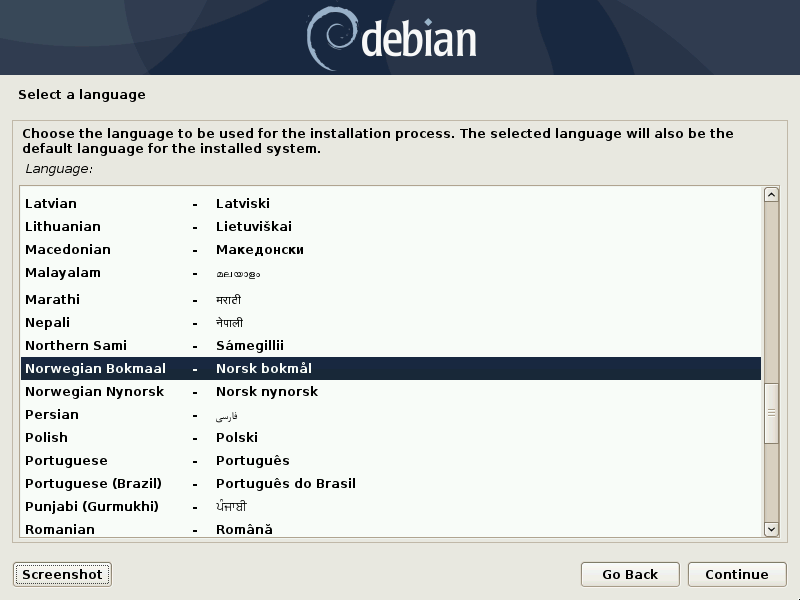 debian
Select a language
Choose the language to be used for the installation process. The selected language will also be the
default language for the installed system.
Language:
Latvian - Latviski
Lithuanian - Lietuviškai
Macedonian - Македонски
Malayalam - മലയാളം
Marathi - मराठी
Nepali - नेपाली
Northern Sami - Sámegillii
Norwegian Bokmaal - Norsk bokmål
Norwegian Nynorsk - Norsk nynorsk
Persian - فارسی
Polish - Polski
Portuguese - Português
Portuguese (Brazil) - Português do Brasil
Punjabi (Gurmukhi) - ਪੰਜਾਬੀ
Romanian - Română
Screenshot Go Back Continue